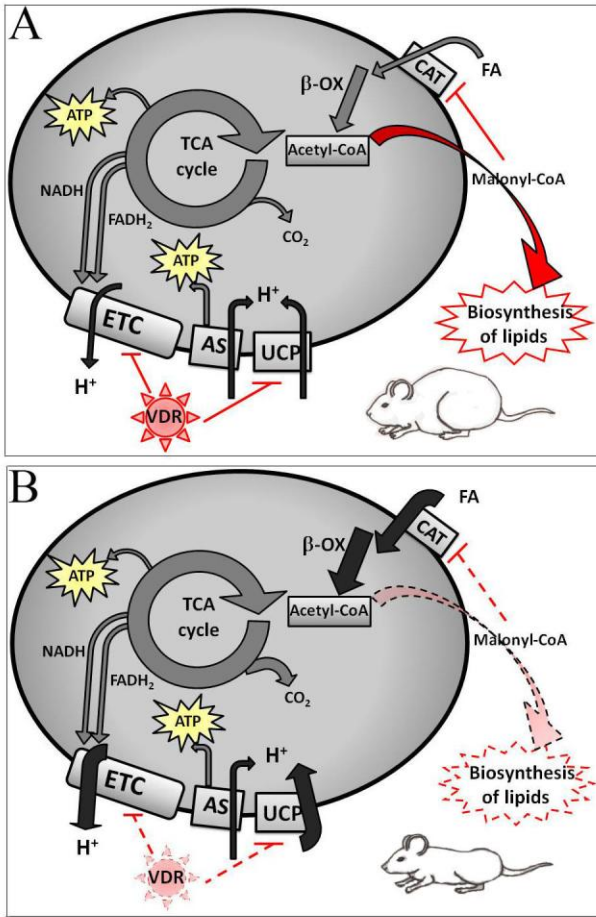 A
FA
CAT
β-OX
ATP
TCA
cycle
Acetyl-CoA
NADH
FADH₂
Malonyl-CoA
CO₂
ATP
H⁺
ETC
AS
UCP
Biosynthesis
of lipids
H⁺
VDR
B
FA
CAT
β-OX
ATP
TCA
cycle
Acetyl-CoA
NADH
FADH₂
Malonyl-CoA
CO₂
ATP
H⁺
ETC
AS
UCP
Biosynthesis
of lipids
H⁺
VDR